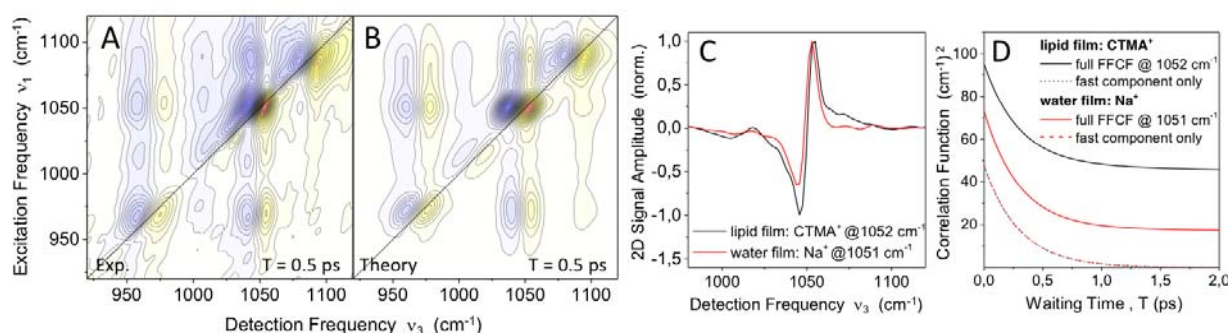 A
B
C
D
Exp.
T = 0.5 ps
Theory
T = 0.5 ps
Excitation Frequency ν₁ (cm⁻¹)
1100
1050
1000
950
950 1000 1050 1100
950 1000 1050 1100
Detection Frequency ν₃ (cm⁻¹)
2D Signal Amplitude (norm.)
1,0
0,5
0,0
-0,5
-1,0
-1,5
lipid film: CTMA⁺ @1052 cm⁻¹
water film: Na⁺ @1051 cm⁻¹
1000 1050 1100
Detection Frequency ν₃ (cm⁻¹)
Correlation Function (cm⁻¹)²
100
80
60
40
20
lipid film: CTMA⁺
full FFCF @ 1052 cm⁻¹
fast component only
water film: Na⁺
full FFCF @ 1051 cm⁻¹
fast component only
0,0 0,5 1,0 1,5 2,0
Waiting Time , T (ps)